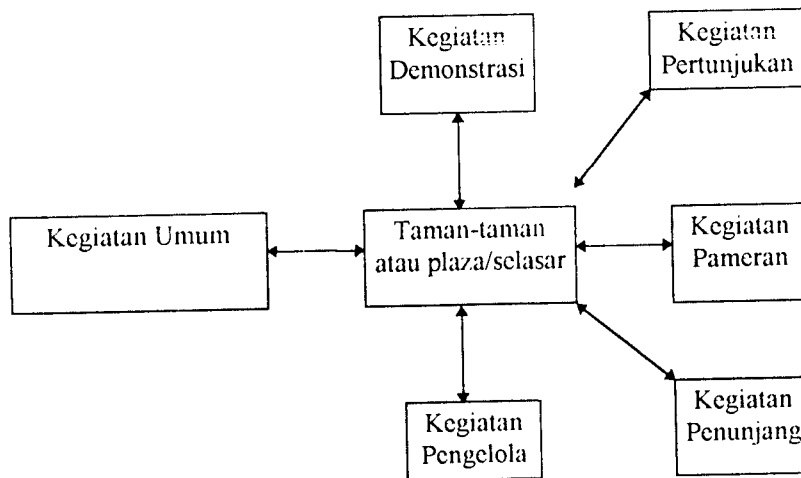 Kegiatan
Demonstrasi
Kegiatan
Pertunjukan
Kegiatan Umum
Taman-taman
atau plaza/selasar
Kegiatan
Pameran
Kegiatan
Pengelola
Kegiatan
Penunjang